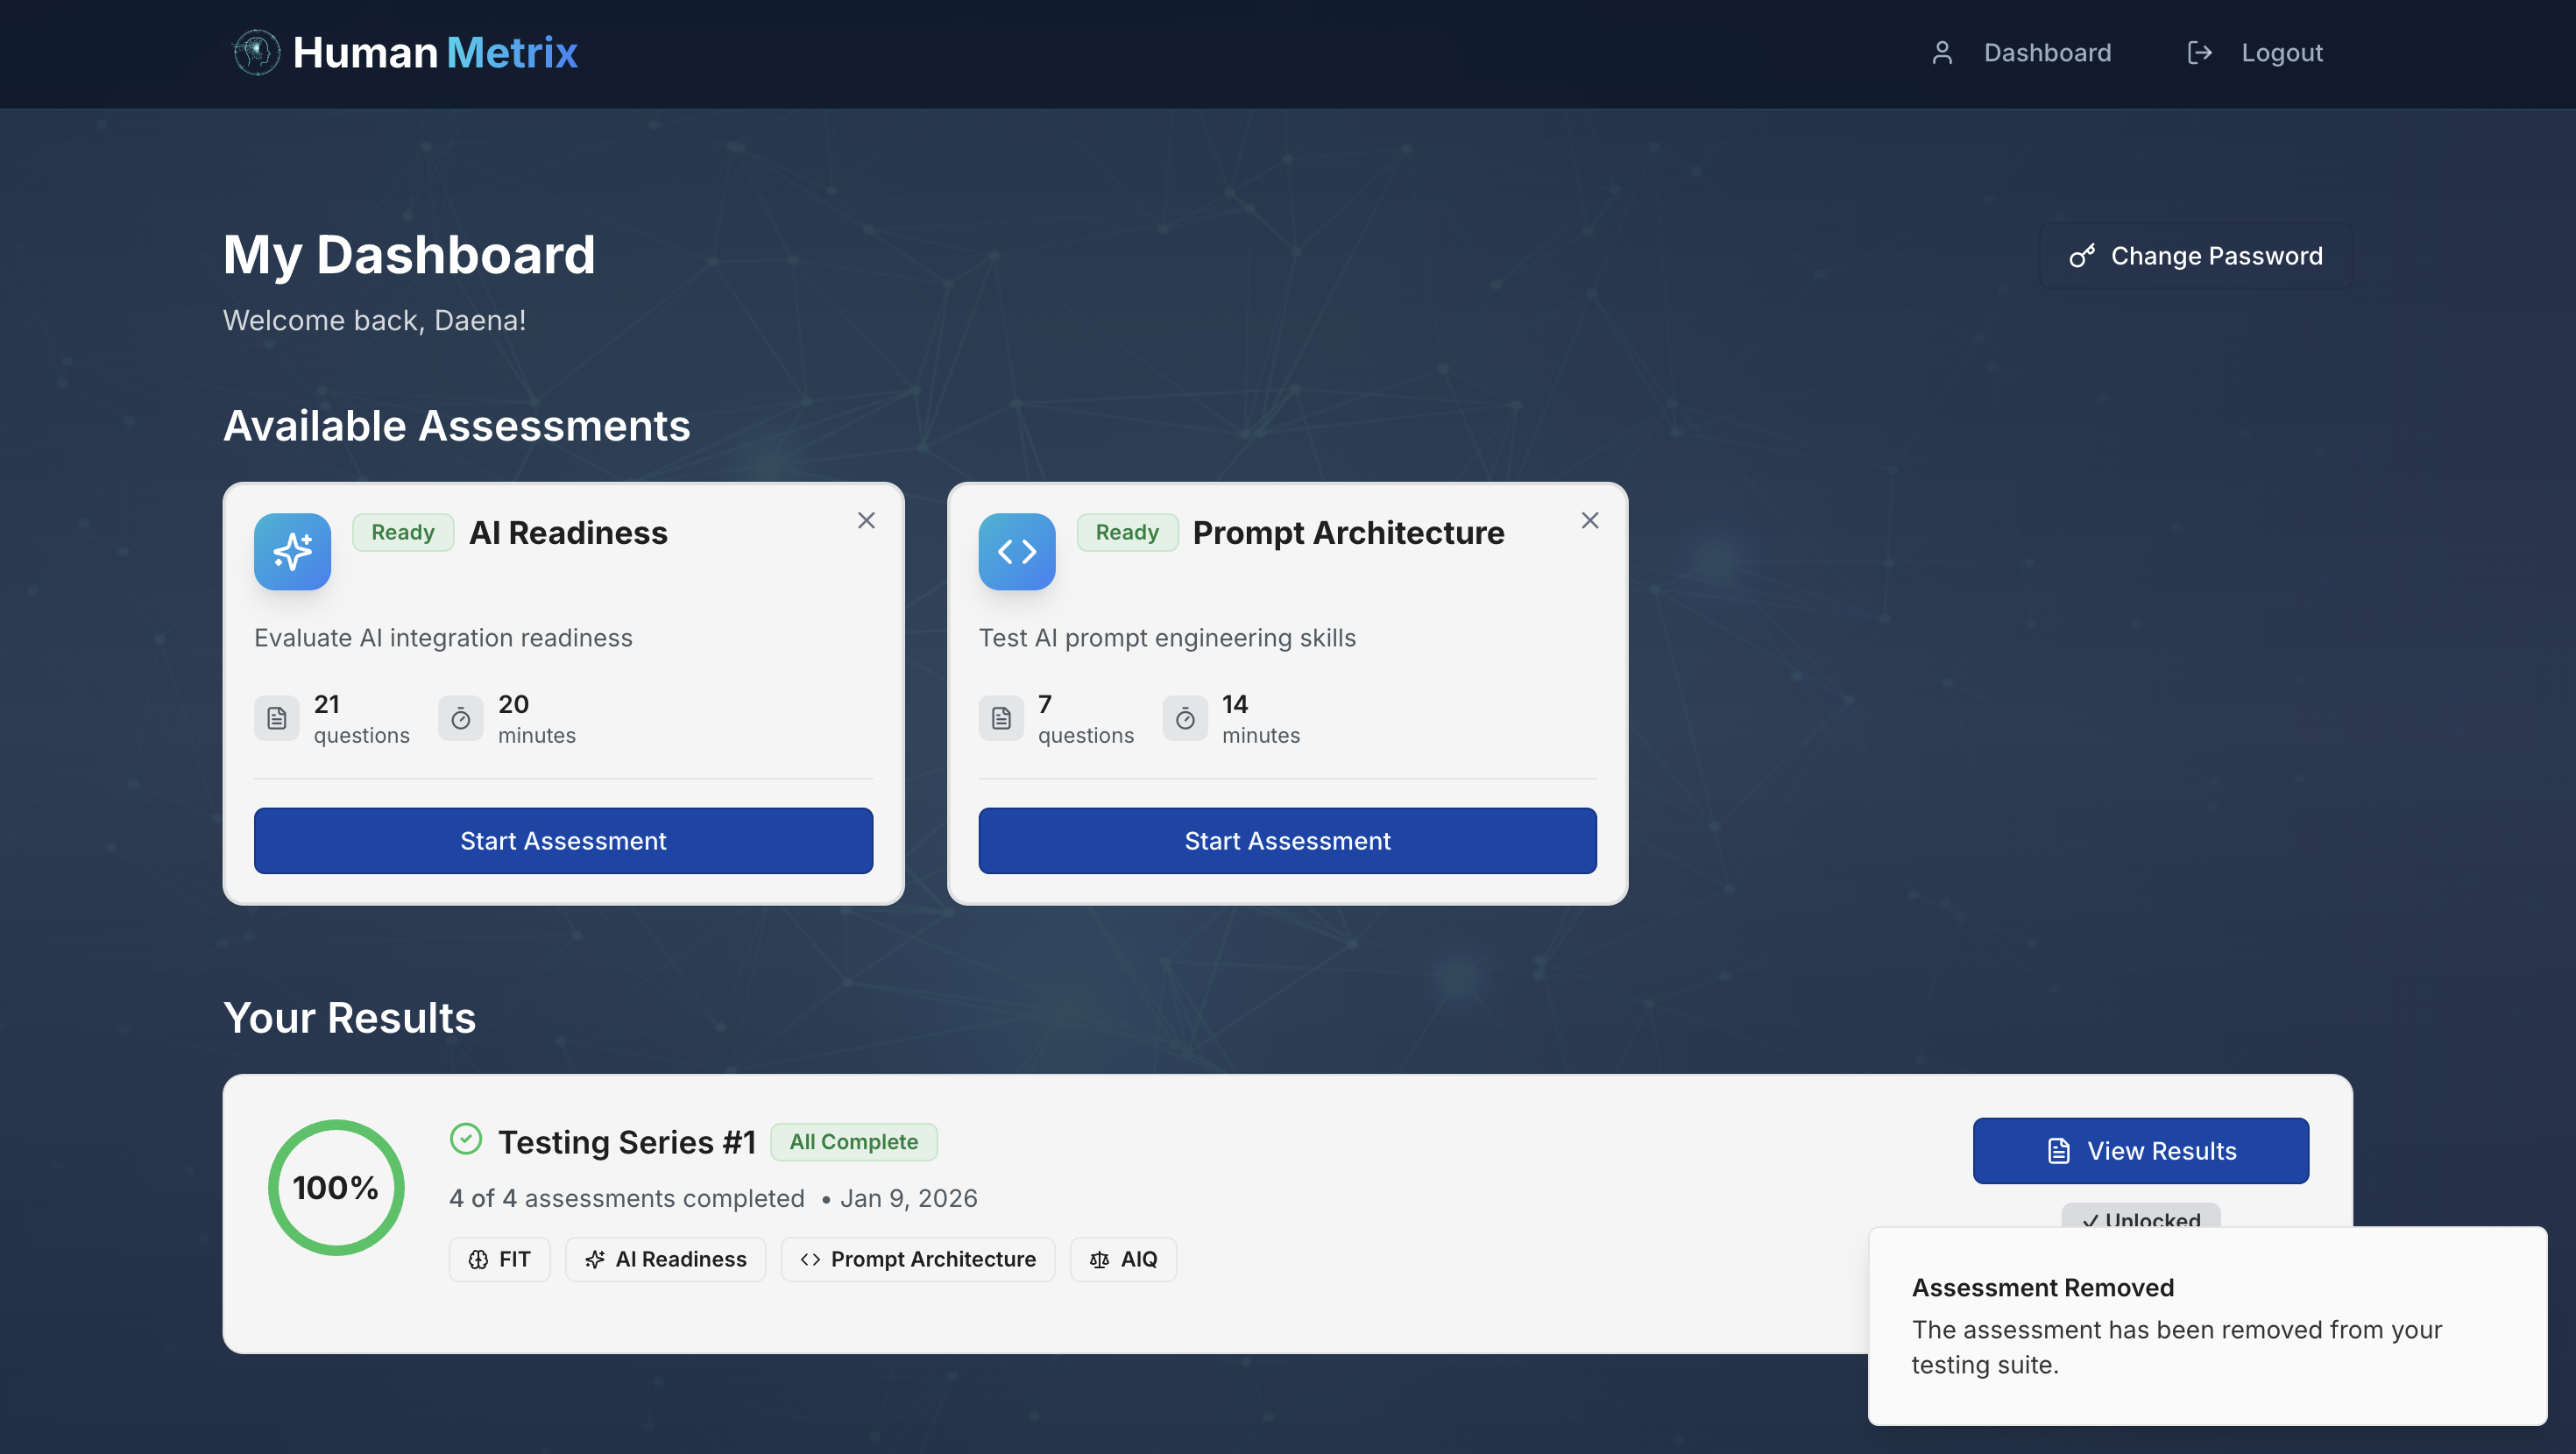 Human Metrix
Dashboard
Logout
My Dashboard
Change Password
Welcome back, Daena!
Available Assessments
Ready AI Readiness
Evaluate AI integration readiness
21 questions
20 minutes
Start Assessment
Ready Prompt Architecture
Test AI prompt engineering skills
7 questions
14 minutes
Start Assessment
Your Results
100%
Testing Series #1 All Complete
4 of 4 assessments completed • Jan 9, 2026
FIT AI Readiness Prompt Architecture AIQ
View Results
✓ Unlocked
Assessment Removed
The assessment has been removed from your
testing suite.